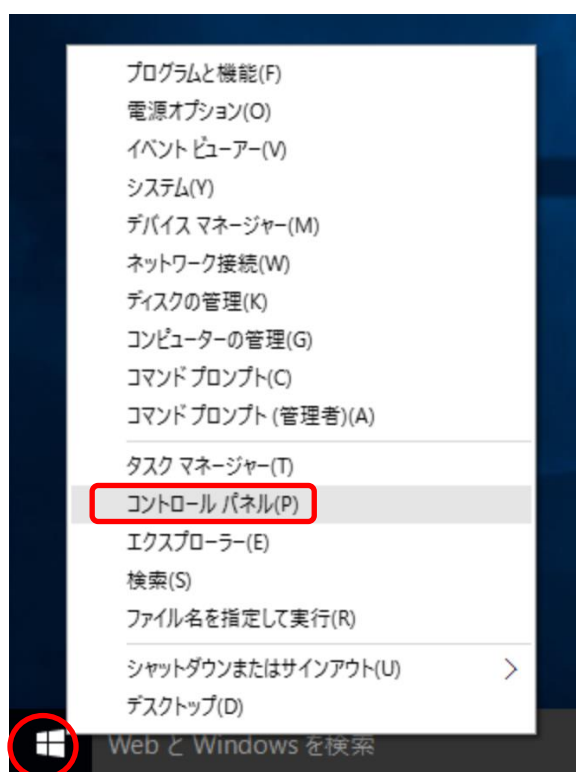 プログラムと機能(F)
電源オプション(O)
イベント ビューアー(V)
システム(Y)
デバイス マネージャー(M)
ネットワーク接続(W)
ディスクの管理(K)
コンピューターの管理(G)
コマンド プロンプト(C)
コマンド プロンプト (管理者)(A)
タスク マネージャー(T)
コントロール パネル(P)
エクスプローラー(E)
検索(S)
ファイル名を指定して実行(R)
シャットダウンまたはサインアウト(U)
デスクトップ(D)
Web と Windows を検索